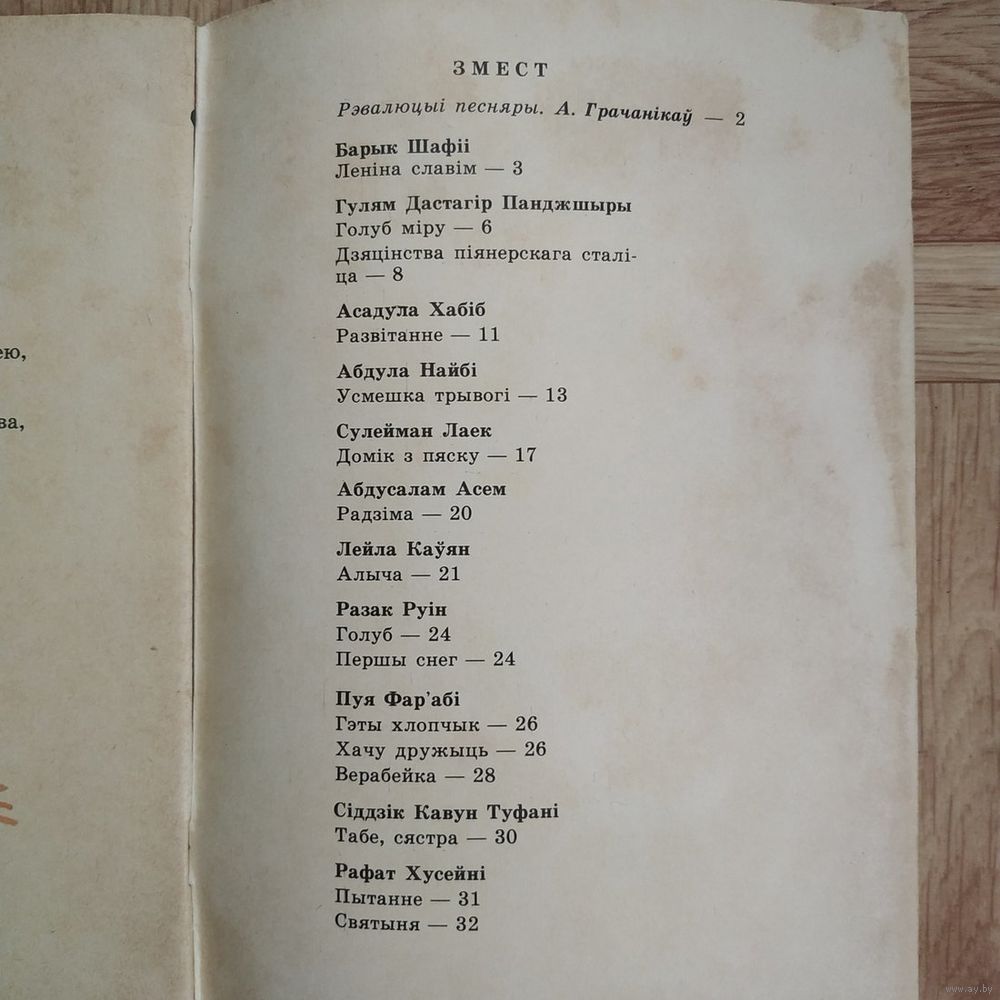 ЗМЕСТ
Рэвалюцыі песняры. А. Грачанікаў — 2
Барык Шафіі
Леніна славім — 3
Гулям Дастагір Панджшыры
Голуб міру — 6
Дзяцінства піянерскага сталі-
ца — 8
Асадула Хабіб
Развітанне — 11
Абдула Найбі
Усмешка трывогі — 13
Сулейман Лаек
Домік з пяску — 17
Абдусалам Асем
Радзіма — 20
Лейла Каўян
Алыча — 21
Разак Руін
Голуб — 24
Першы снег — 24
Пуя Фар'абі
Гэты хлопчык — 26
Хачу дружыць — 26
Верабейка — 28
Сіддзік Кавун Туфані
Табе, сястра — 30
Рафат Хусейні
Пытанне — 31
Святыня — 32
www.ay.by